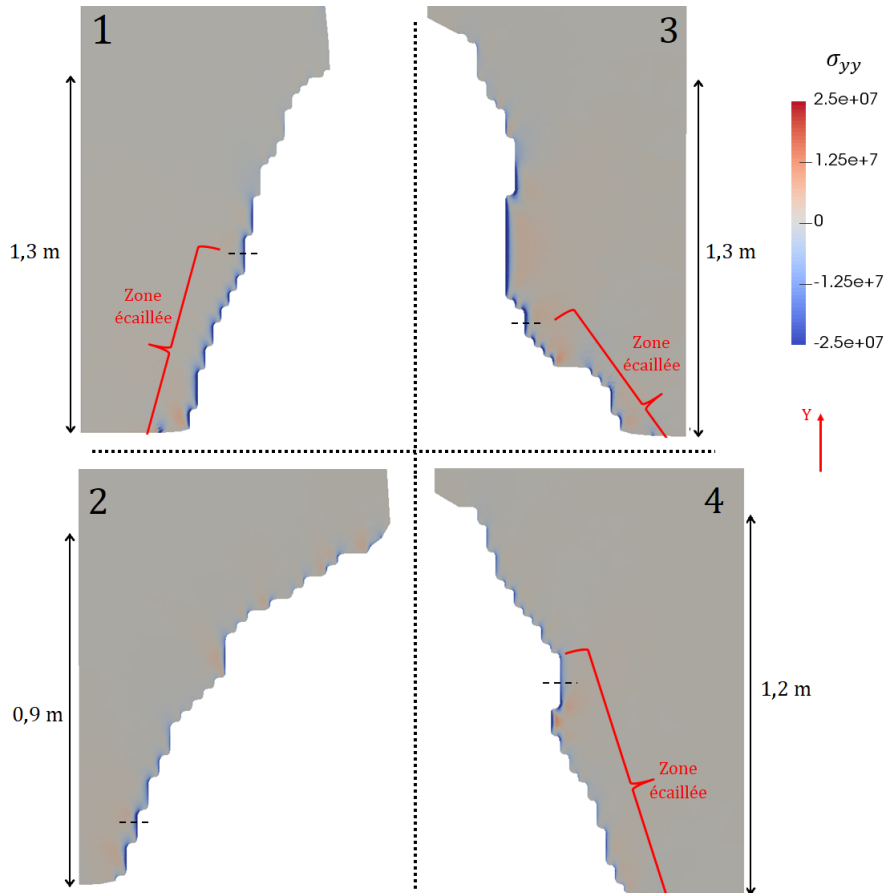 1
3
σyy
2.5e+07
1.25e+7
0
-1.25e+7
-2.5e+07
1,3 m
Zone
écaillée
1,3 m
Zone
écaillée
Y
2
4
0,9 m
1,2 m
Zone
écaillée